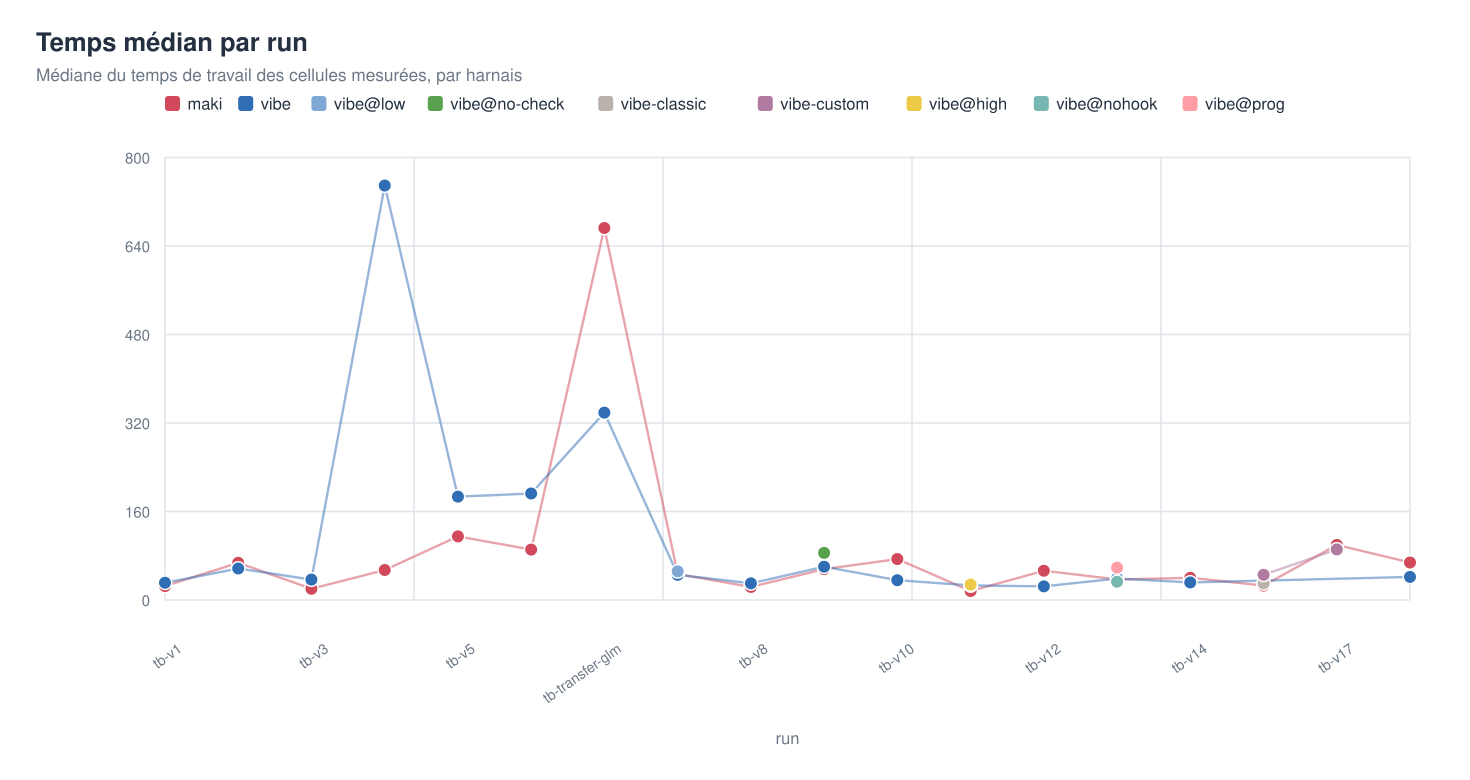 Temps médian par run
Médiane du temps de travail des cellules mesurées, par harnais
maki vibe vibe@low vibe@no-check vibe-classic vibe-custom vibe@high vibe@nohook vibe@prog
800
640
480
320
160
0
tb-v1 tb-v3 tb-v5 tb-transfer-glm tb-v8 tb-v10 tb-v12 tb-v14 tb-v17
run